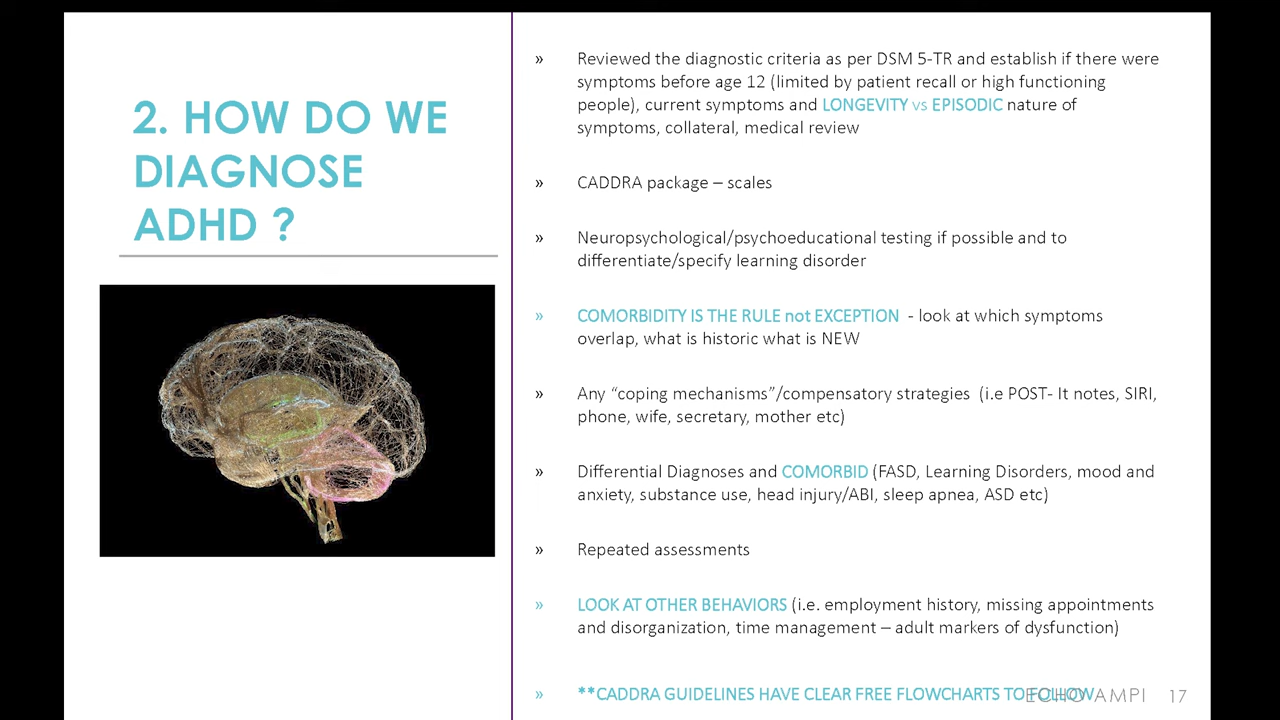 2. HOW DO WE
DIAGNOSE
ADHD ?
» Reviewed the diagnostic criteria as per DSM 5-TR and establish if there were
symptoms before age 12 (limited by patient recall or high functioning
people), current symptoms and LONGEVITY vs EPISODIC nature of
symptoms, collateral, medical review
» CADDRA package – scales
» Neuropsychological/psychoeducational testing if possible and to
differentiate/specify learning disorder
» COMORBIDITY IS THE RULE not EXCEPTION - look at which symptoms
overlap, what is historic what is NEW
» Any “coping mechanisms”/compensatory strategies (i.e POST- It notes, SIRI,
phone, wife, secretary, mother etc)
» Differential Diagnoses and COMORBID (FASD, Learning Disorders, mood and
anxiety, substance use, head injury/ABI, sleep apnea, ASD etc)
» Repeated assessments
» LOOK AT OTHER BEHAVIORS (i.e. employment history, missing appointments
and disorganization, time management – adult markers of dysfunction)
» **CADDRA GUIDELINES HAVE CLEAR FREE FLOWCHARTS TO FOLLOW
ECHO AMPI 17